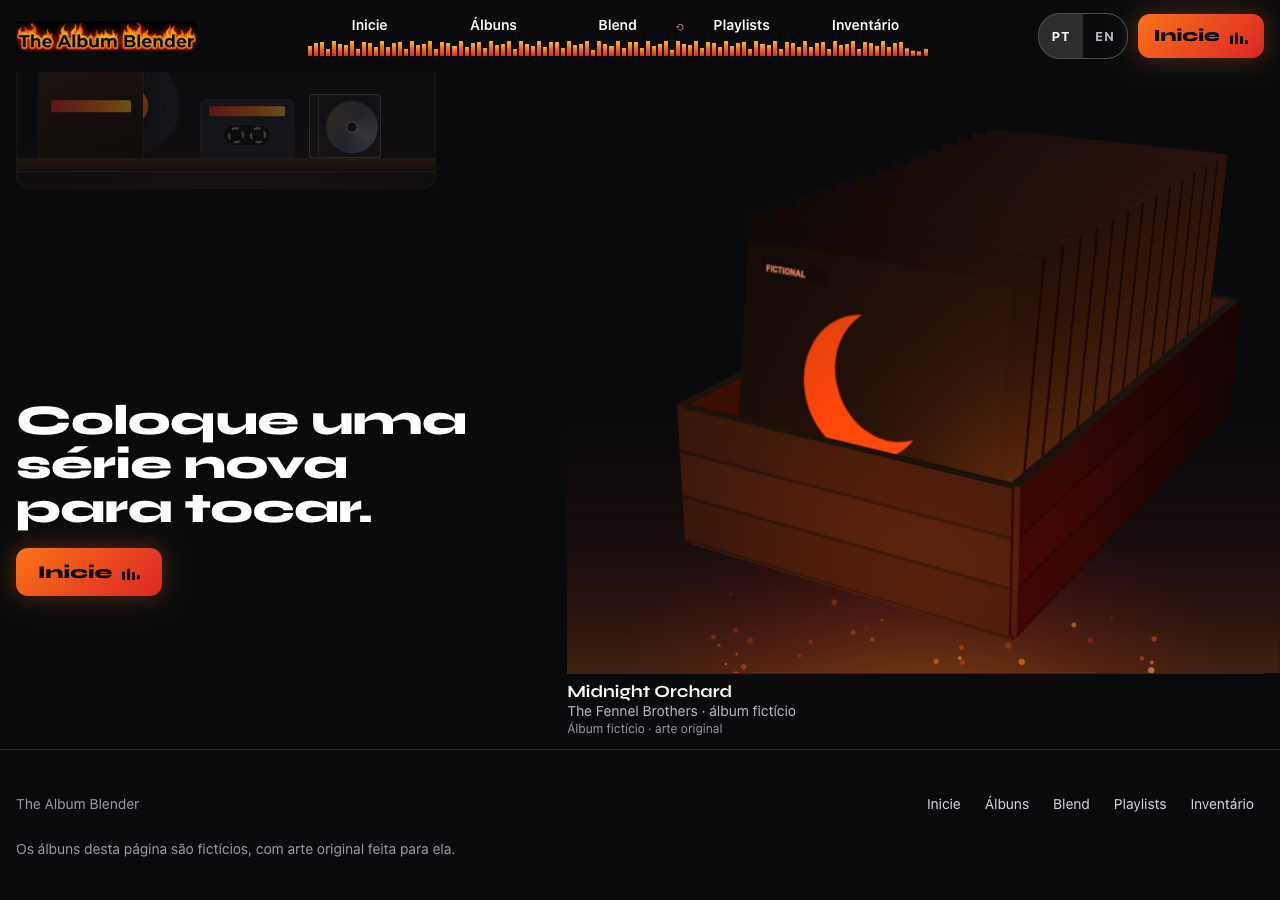 The Album Blender
Inicie
Álbuns
Blend
Playlists
Inventário
PT
EN
Inicie
FICTIONAL
Coloque uma
série nova
para tocar.
Inicie
Midnight Orchard
The Fennel Brothers · álbum fictício
Álbum fictício · arte original
The Album Blender
Inicie
Álbuns
Blend
Playlists
Inventário
Os álbuns desta página são fictícios, com arte original feita para ela.